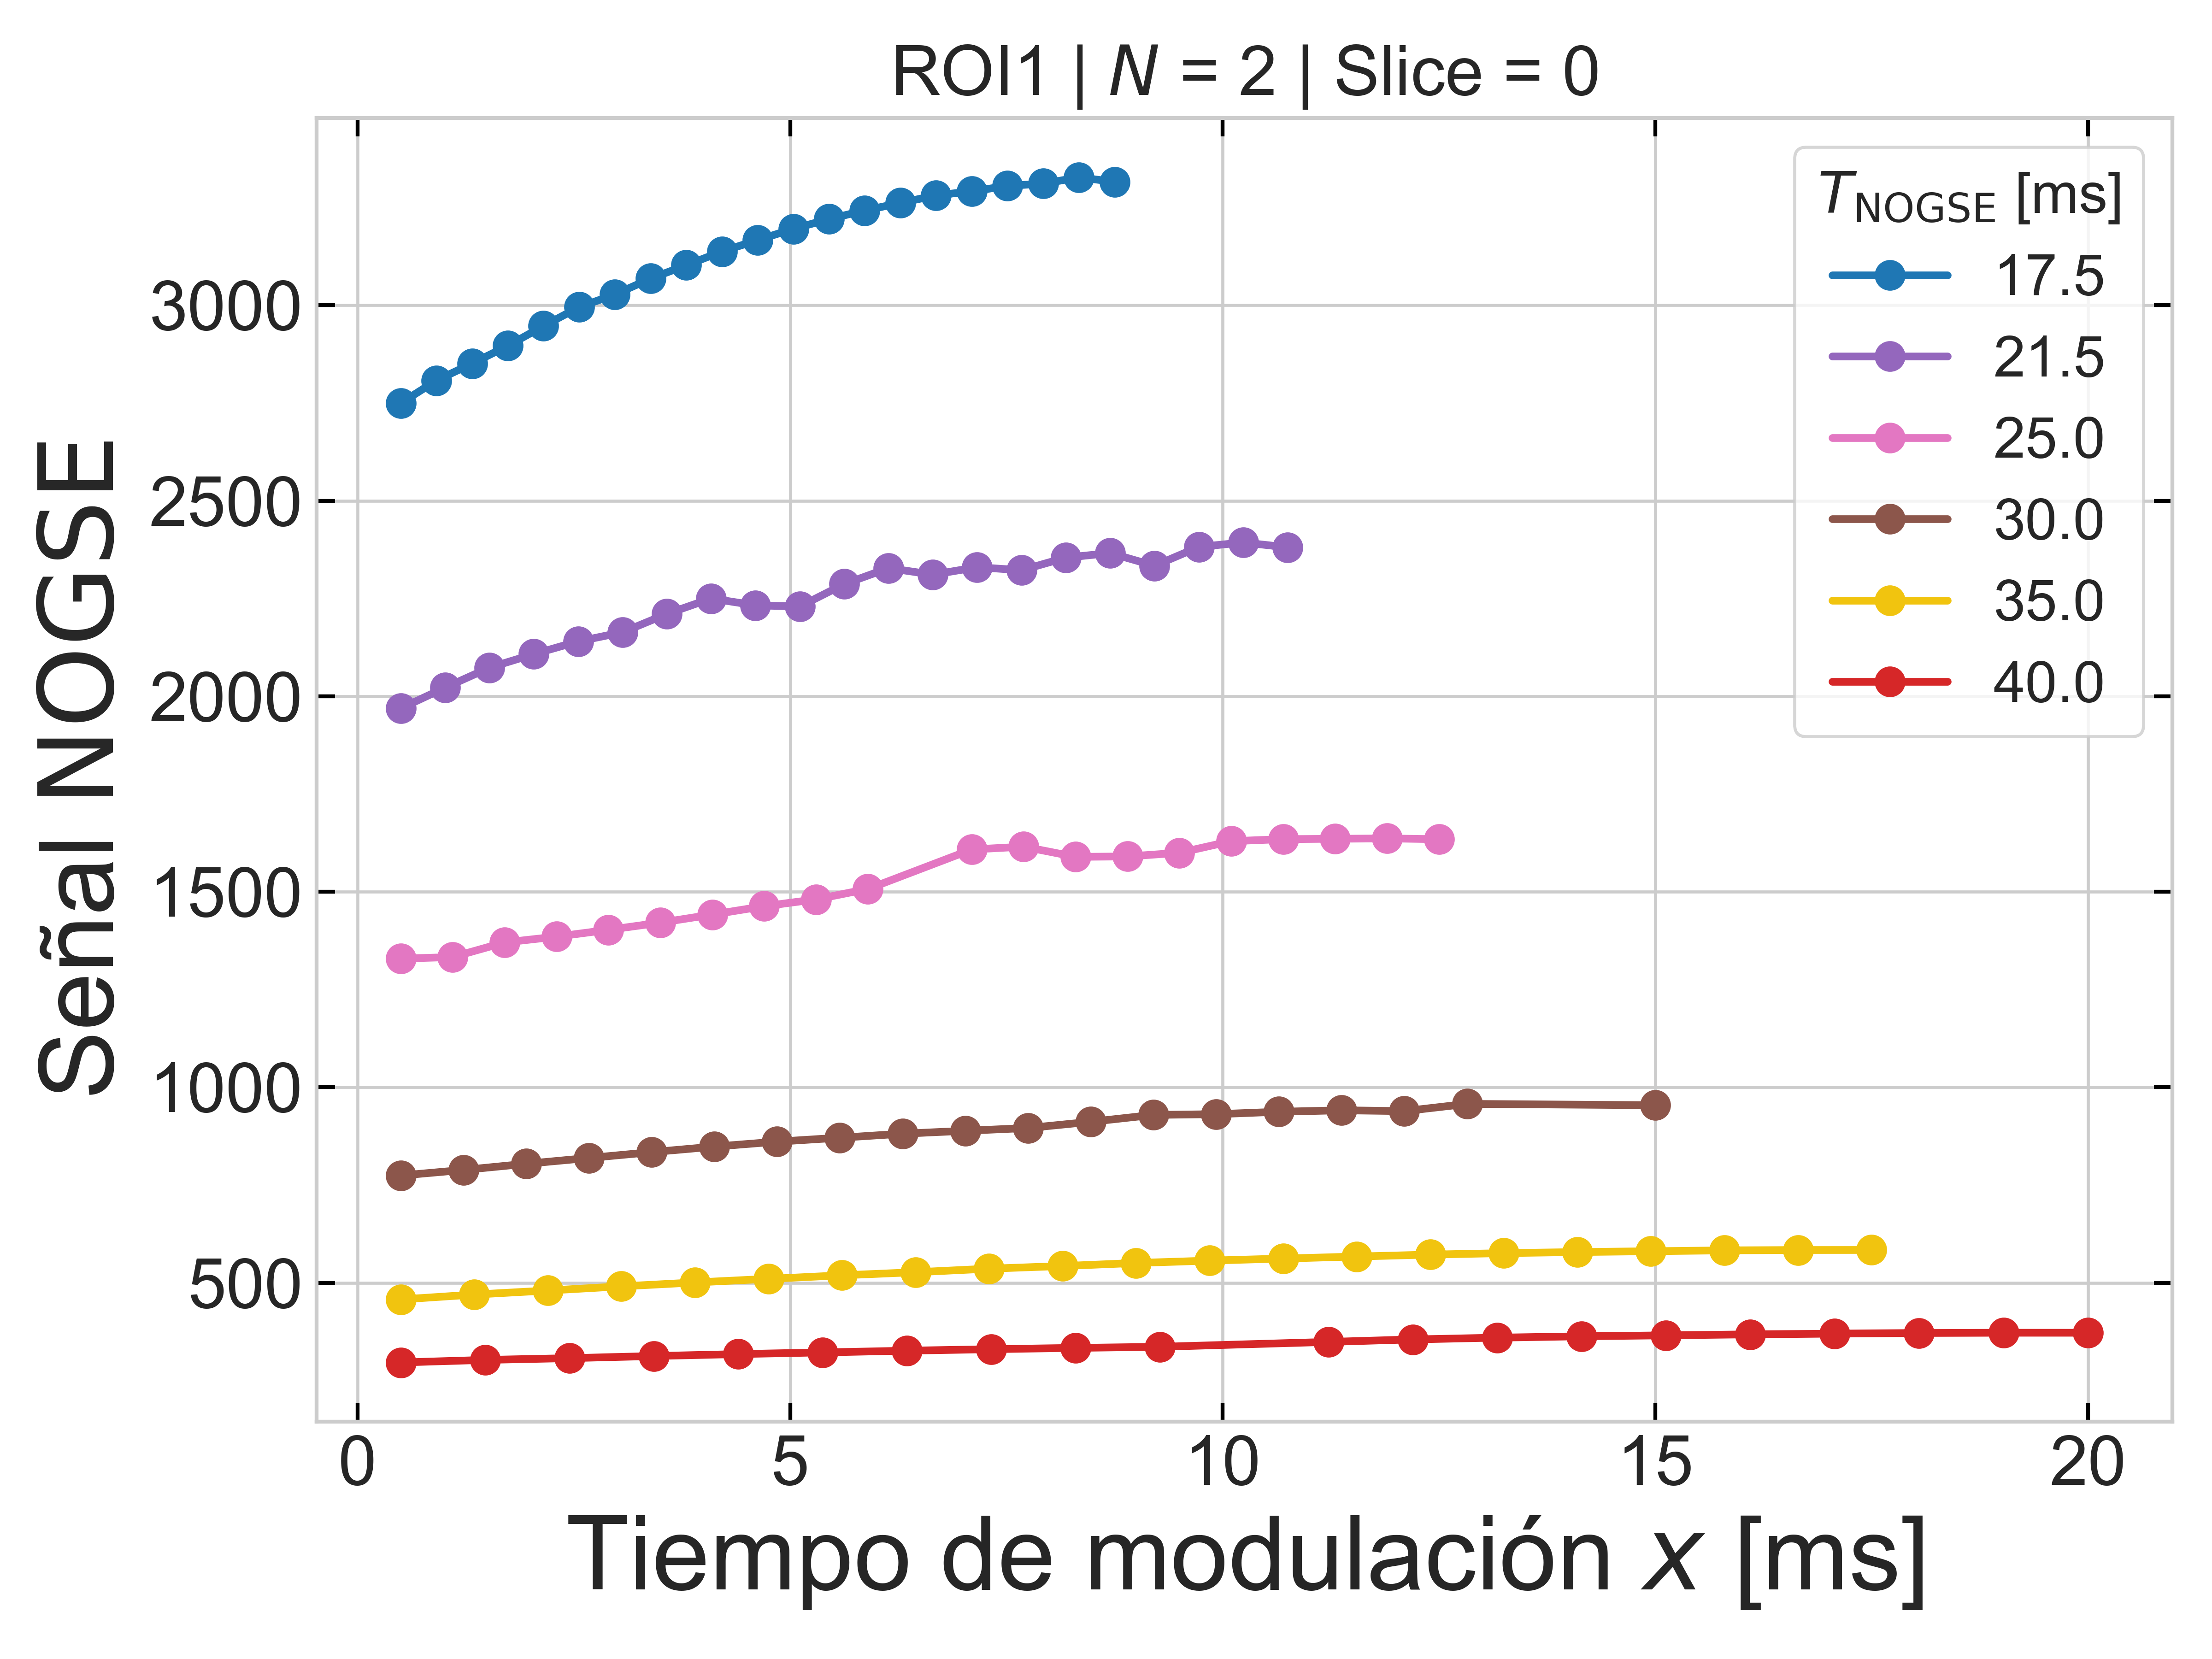 ROI1 | N = 2 | Slice = 0
Señal NOGSE
3000
2500
2000
1500
1000
500
T_NOGSE [ms]
17.5
21.5
25.0
30.0
35.0
40.0
0 5 10 15 20
Tiempo de modulación x [ms]